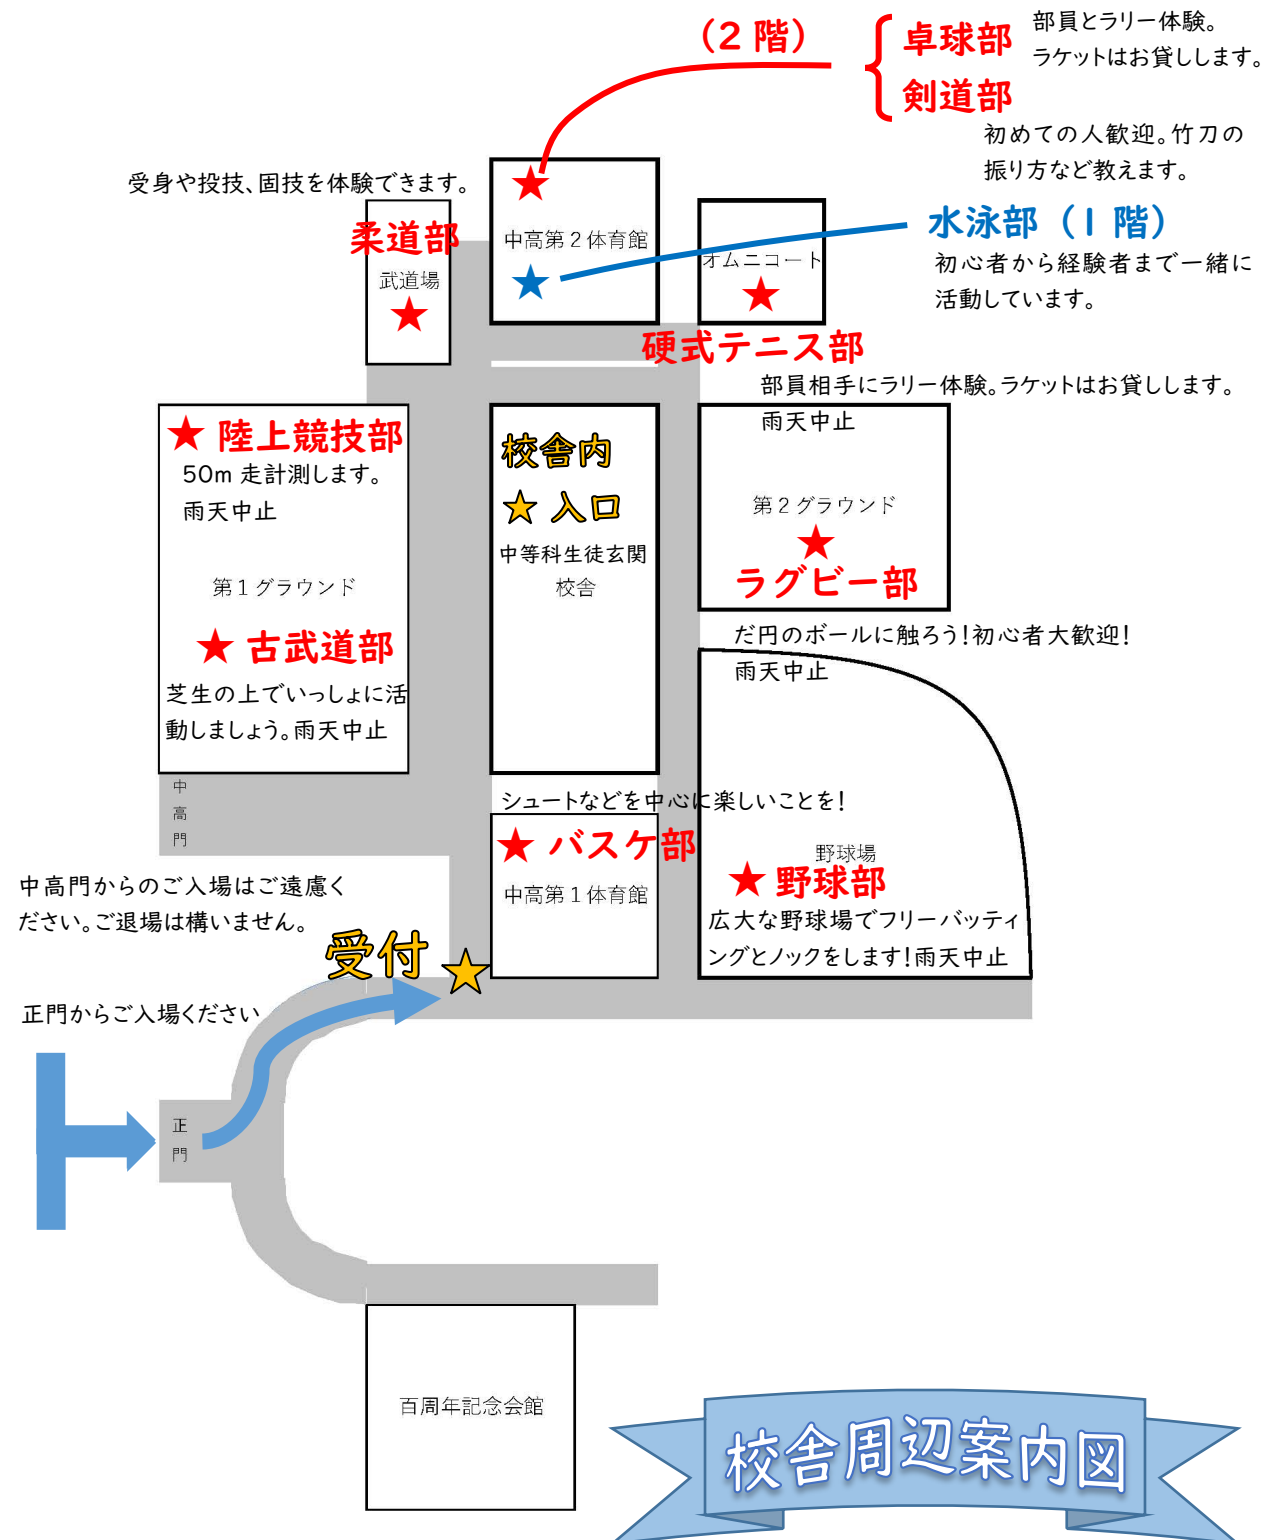 (2階)
卓球部
部員とラリー体験。
ラケットはお貸しします。
剣道部
初めての人歓迎。竹刀の
振り方など教えます。
受身や投技、固技を体験できます。
柔道部
武道場
中高第2体育館
オムニコート
水泳部(1階)
初心者から経験者まで一緒に
活動しています。
硬式テニス部
部員相手にラリー体験。ラケットはお貸しします。
雨天中止
陸上競技部
50m 走計測します。
雨天中止
第1グラウンド
古武道部
芝生の上でいっしょに活
動しましょう。雨天中止
校舎内
入口
中等科生徒玄関
校舎
第2グラウンド
ラグビー部
だ円のボールに触ろう!初心者大歓迎!
雨天中止
中高門
シュートなどを中心に楽しいことを!
バスケ部
中高第1体育館
野球場
野球部
広大な野球場でフリーバッティ
ングとノックをします!雨天中止
中高門からのご入場はご遠慮く
ださい。ご退場は構いません。
受付
正門からご入場ください
正門
百周年記念会館
校舎周辺案内図